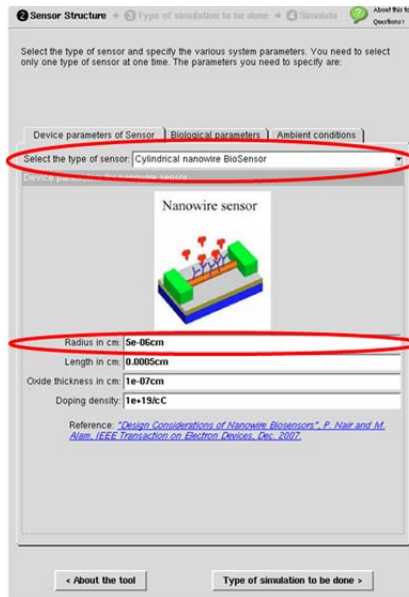 2 Sensor Structure → 3 Type of simulation to be done → 4 Simulate
About this to
Questions?
Select the type of sensor and specify the various system parameters. You need to select
only one type of sensor at one time. The parameters you need to specify are:
Device parameters of Sensor Biological parameters Ambient conditions
Select the type of sensor: Cylindrical nanowire BioSensor
Device parameters for nanowire sensor
Nanowire sensor
Radius in cm: 5e-06cm
Length in cm: 0.0005cm
Oxide thickness in cm: 1e-07cm
Doping density: 1e+19/cC
Reference: "Design Considerations of Nanowire Biosensors", P. Nair and M.
Alam, IEEE Transaction on Electron Devices, Dec. 2007.
< About the tool Type of simulation to be done >